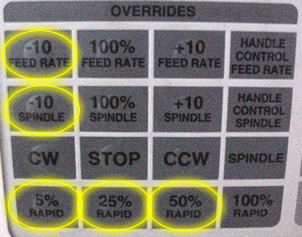 OVERRIDES
-10 100% +10 HANDLE
FEED RATE FEED RATE FEED RATE CONTROL
FEED RATE
-10 100% +10 HANDLE
SPINDLE SPINDLE SPINDLE CONTROL
SPINDLE
CW STOP CCW SPINDLE
5% 25% 50% 100%
RAPID RAPID RAPID RAPID